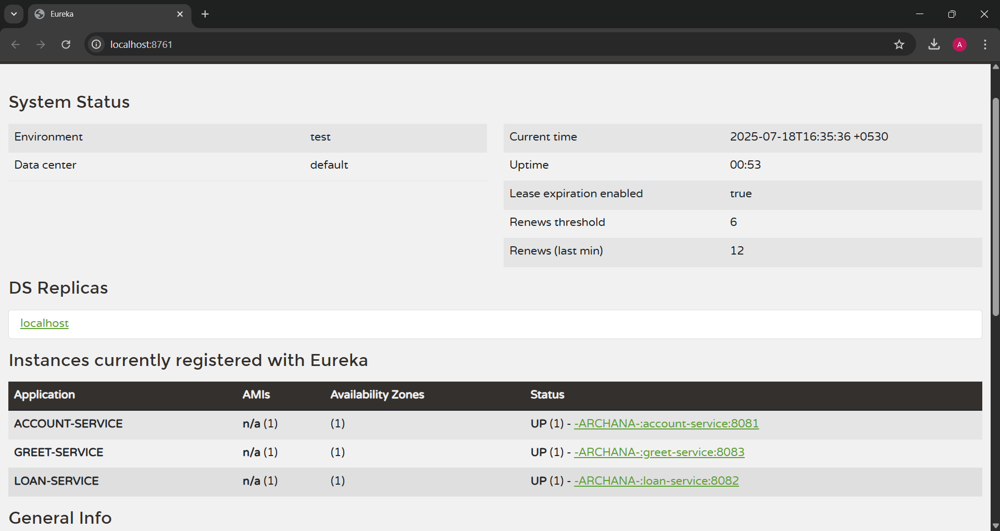 Eureka
localhost:8761
A
System Status
Environment test
Data center default
Current time 2025-07-18T16:35:36 +0530
Uptime 00:53
Lease expiration enabled true
Renews threshold 6
Renews (last min) 12
DS Replicas
localhost
Instances currently registered with Eureka
Application AMIs Availability Zones Status
ACCOUNT-SERVICE n/a (1) (1) UP (1) - -ARCHANA-:account-service:8081
GREET-SERVICE n/a (1) (1) UP (1) - -ARCHANA-:greet-service:8083
LOAN-SERVICE n/a (1) (1) UP (1) - -ARCHANA-:loan-service:8082
General Info